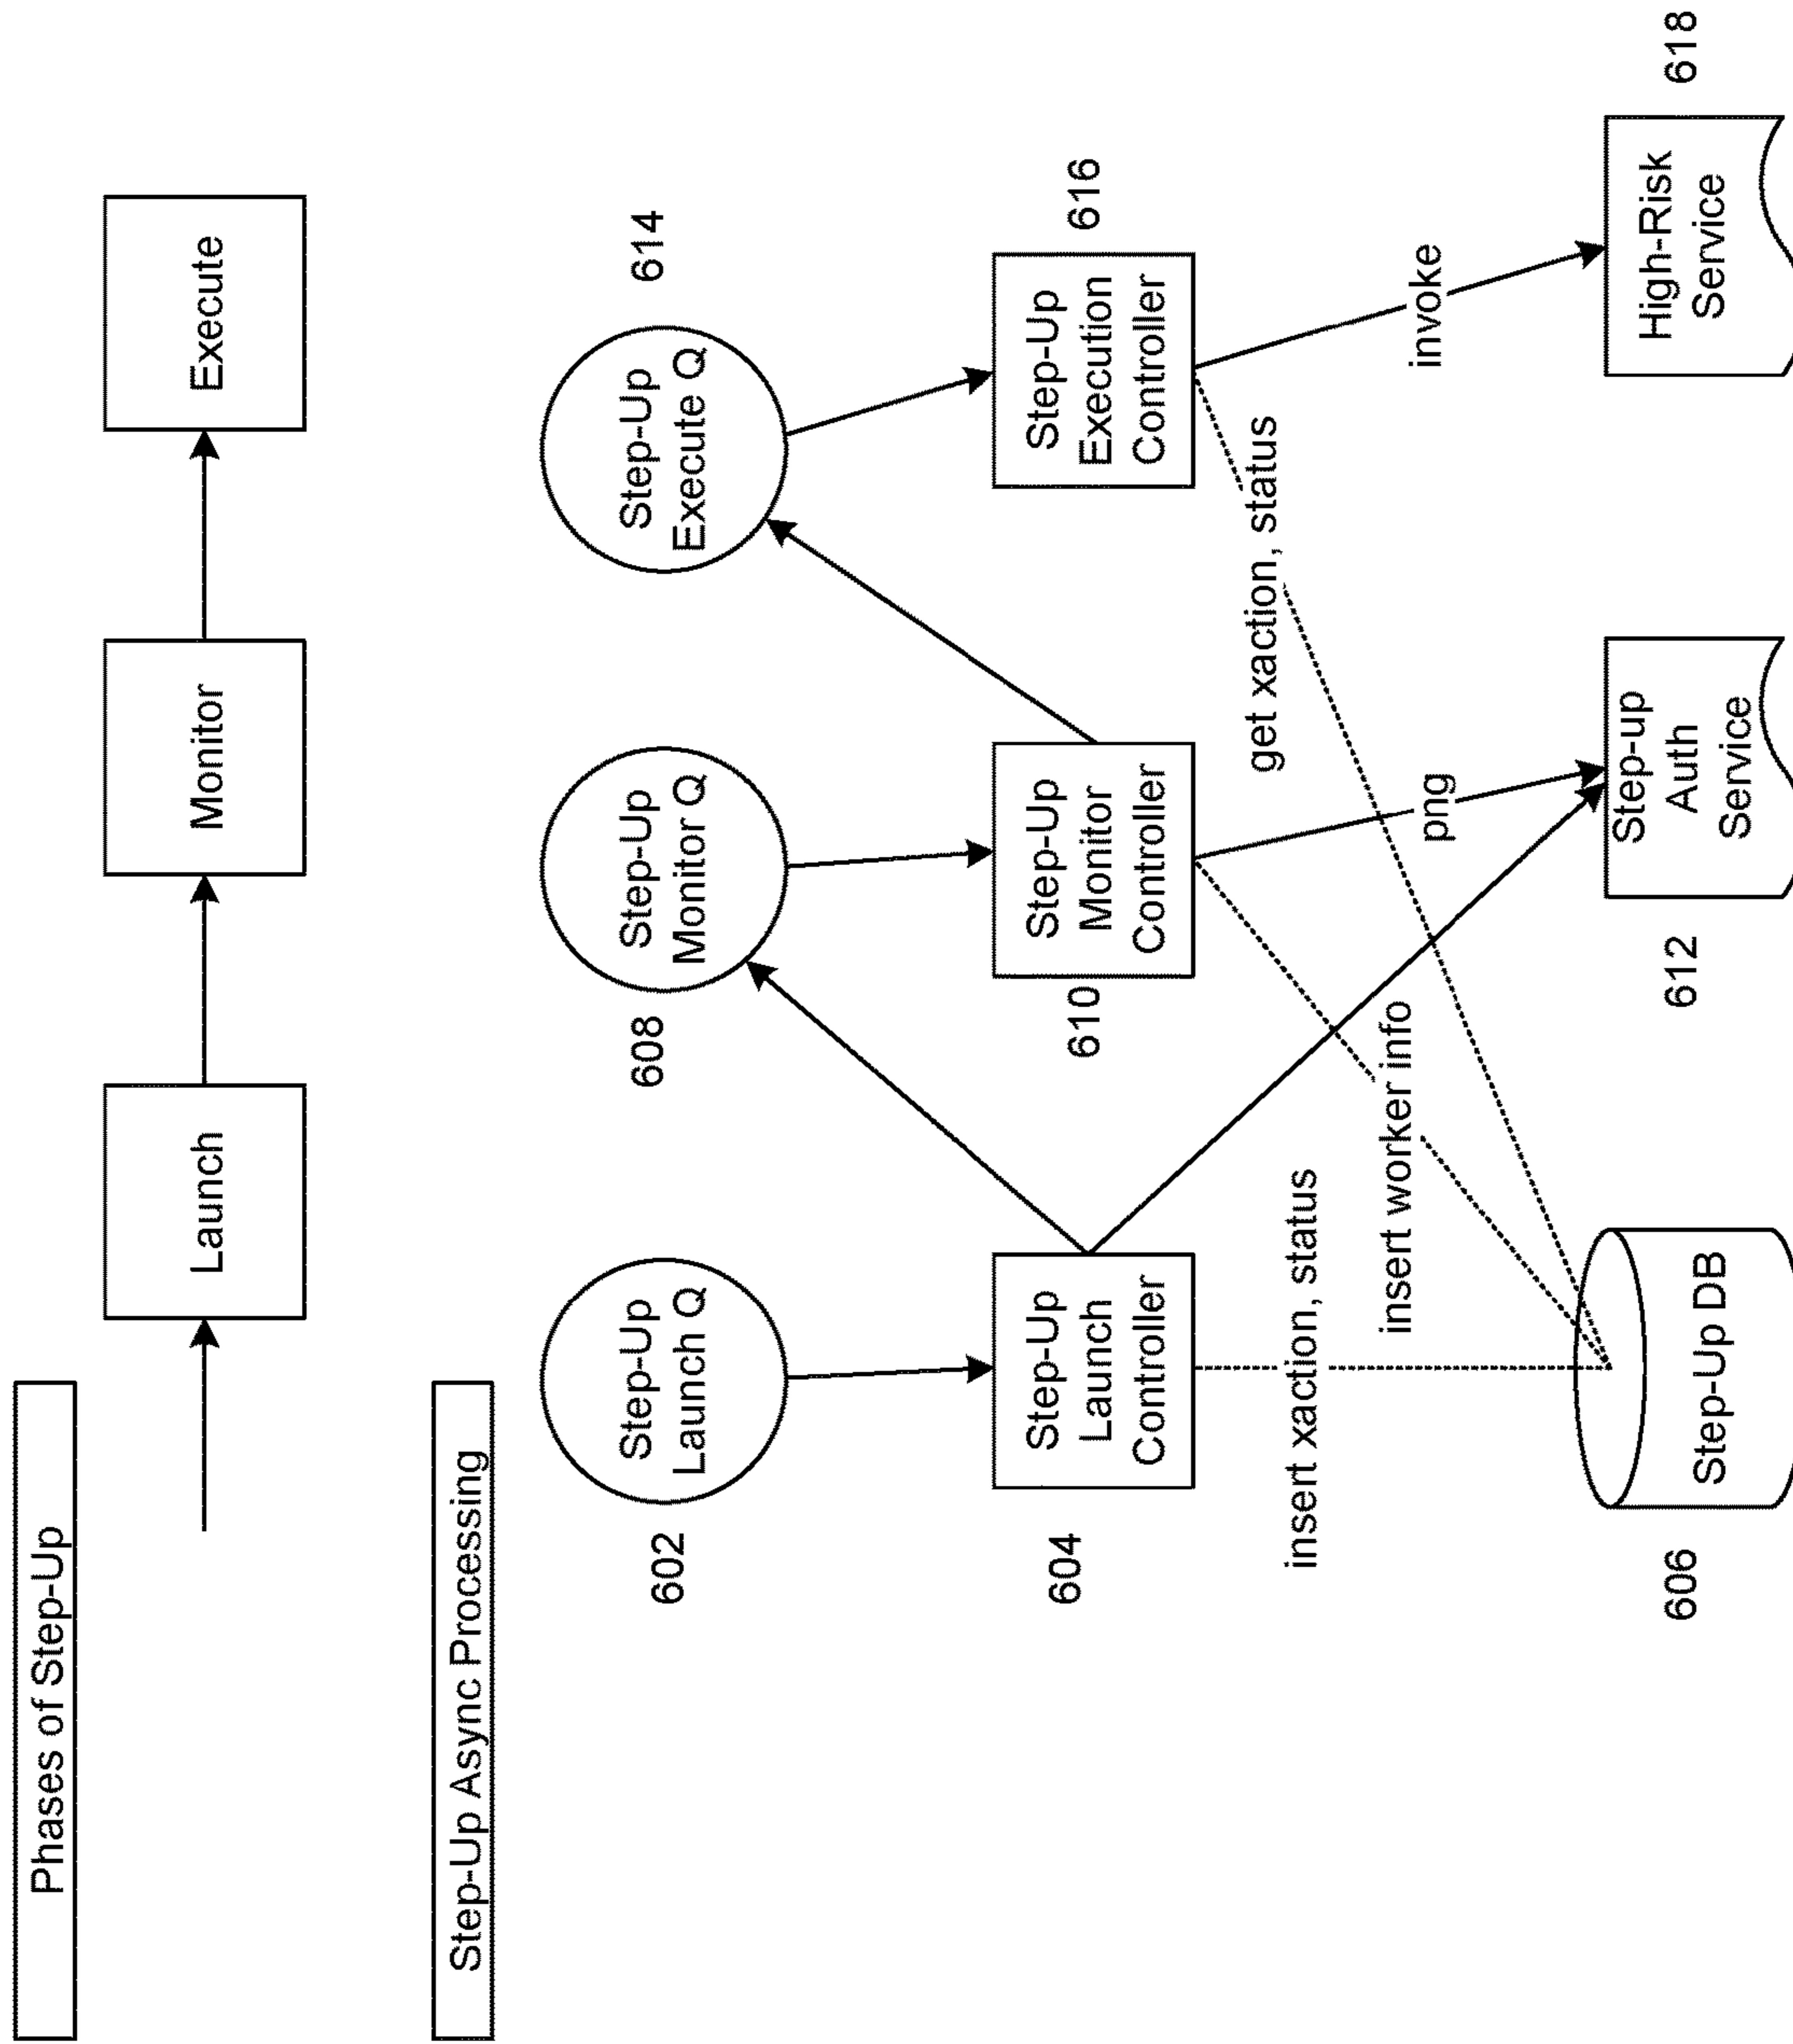 Phases of Step-Up
Launch
Monitor
Execute
Step-Up Async Processing
Step-Up
Launch Q
602
Step-Up
Monitor Q
608
Step-Up
Execute Q
614
Step-Up
Launch
Controller
604
Step-Up
Monitor
Controller
610
Step-Up
Execution
Controller
616
insert xaction, status
get xaction, status
insert worker info
png
invoke
Step-Up DB
606
Step-up
Auth
Service
612
High-Risk
Service
618